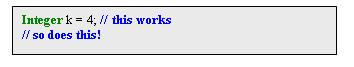 Integer k = 4; // this works
// so does this!